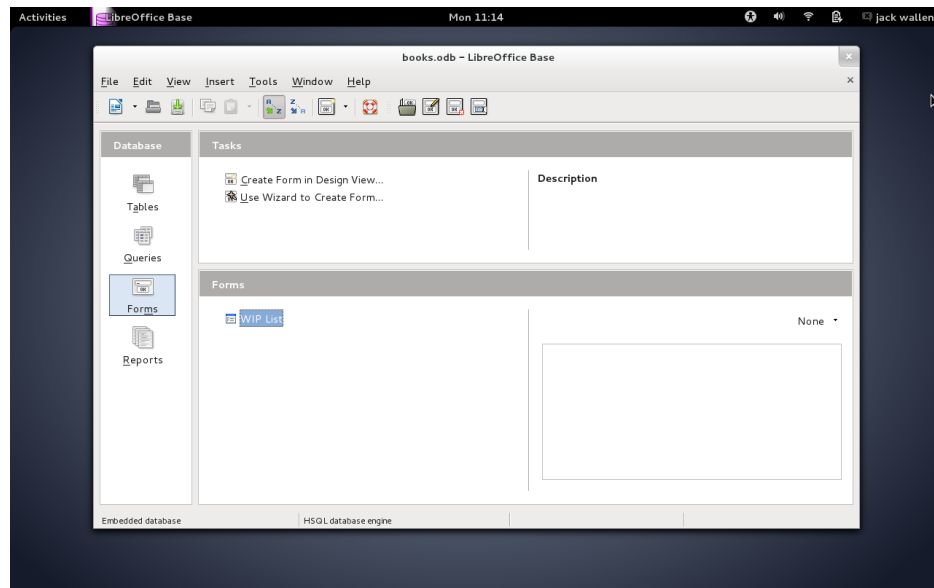 Activities LibreOffice Base Mon 11:14 jack wallen
books.odb - LibreOffice Base
File Edit View Insert Tools Window Help
Database
Tables
Queries
Forms
Reports
Tasks
Create Form in Design View...
Use Wizard to Create Form...
Description
Forms
WIP List
None
Embedded database HSQL database engine